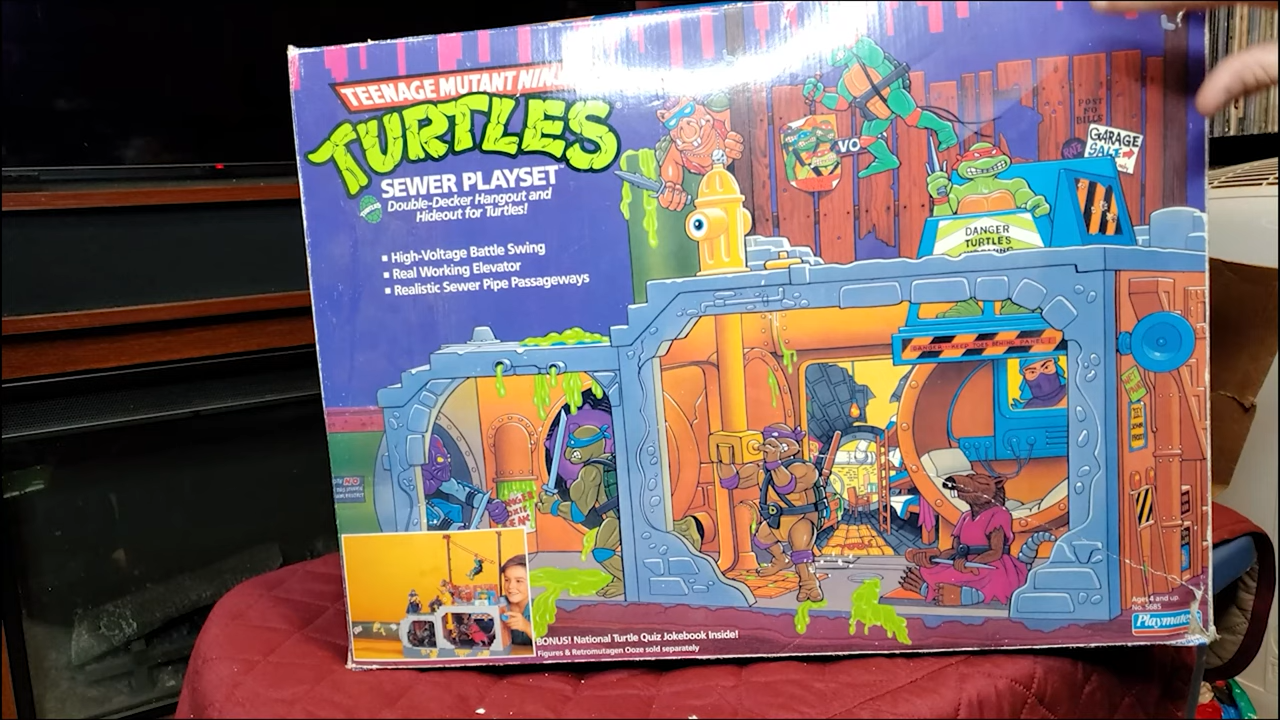 TEENAGE MUTANT
TURTLES
SEWER PLAYSET
Double-Decker Hangout and
Hideout for Turtles!
▪ High-Voltage Battle Swing
▪ Real Working Elevator
▪ Realistic Sewer Pipe Passageways
POST
NO
BILLS
GARAGE
SALE
VO
DANGER
TURTLES
NO
BONUS! National Turtle Quiz Jokebook Inside!
Figures & Retromutagen Ooze sold separately
Ages 4 and up
No. 5685
Playmates